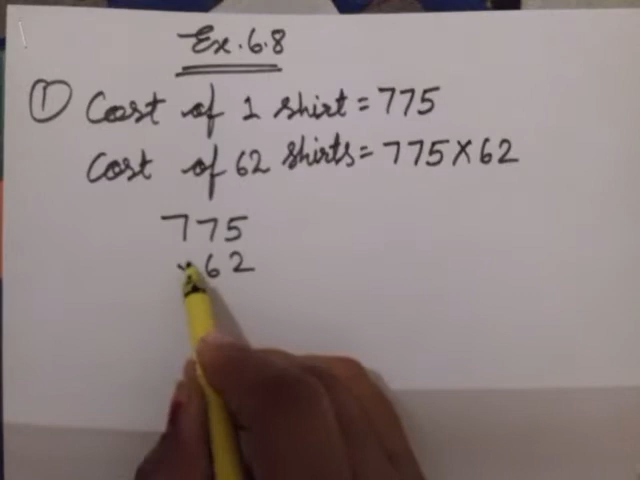 Ex. 6.8
① Cost of 1 shirt = 775
Cost of 62 shirts = 775 × 62
775
× 62